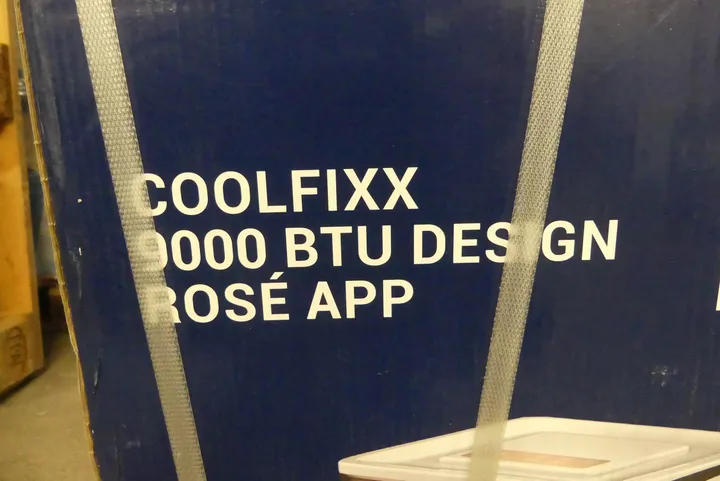 COOLFIXX
9000 BTU DESIGN
ROSÉ APP